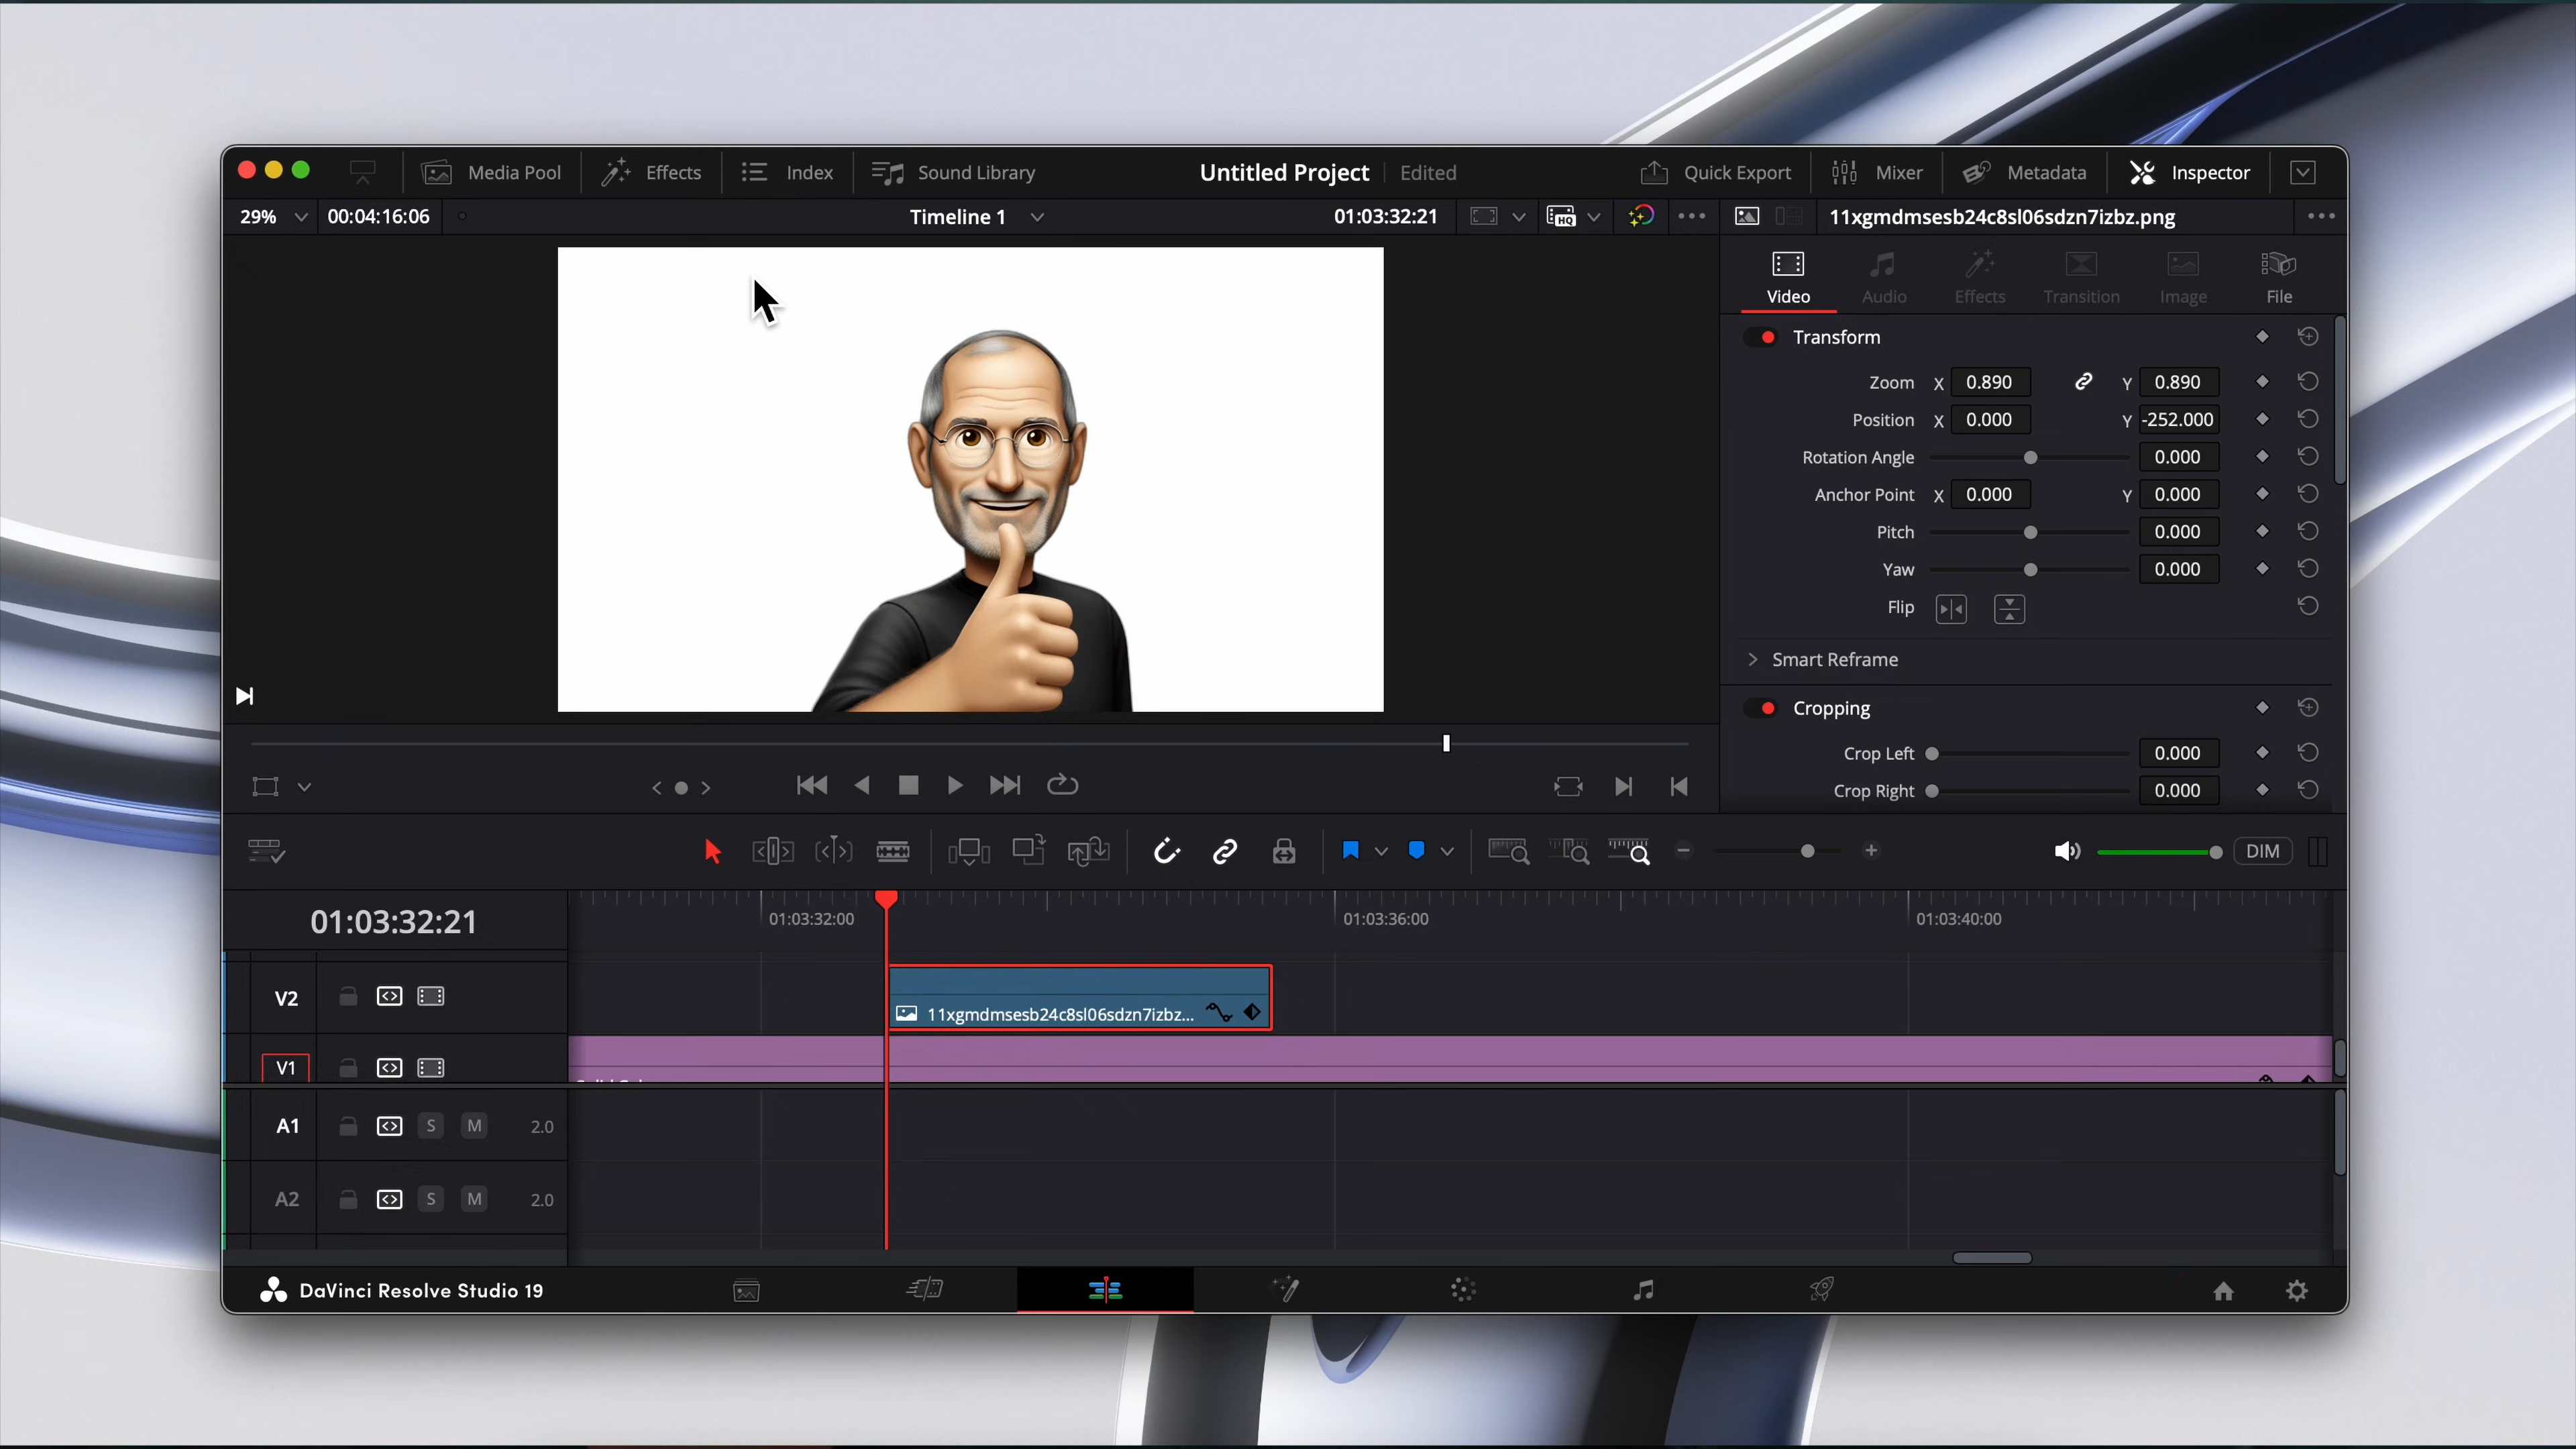 Media Pool
Effects
Index
Sound Library
Untitled Project
Edited
Quick Export
Mixer
Metadata
Inspector
29%
00:04:16:06
Timeline 1
01:03:32:21
HQ
11xgmdmsesb24c8sl06sdzn7izbz.png
Video
Audio
Effects
Transition
Image
File
Transform
Zoom X 0.890 Y 0.890
Position X 0.000 Y -252.000
Rotation Angle 0.000
Anchor Point X 0.000 Y 0.000
Pitch 0.000
Yaw 0.000
Flip
Smart Reframe
Cropping
Crop Left 0.000
Crop Right 0.000
DIM
01:03:32:21
01:03:32:00
01:03:36:00
01:03:40:00
V2
11xgmdmsesb24c8sl06sdzn7izbz...
V1
A1 S M 2.0
A2 S M 2.0
DaVinci Resolve Studio 19